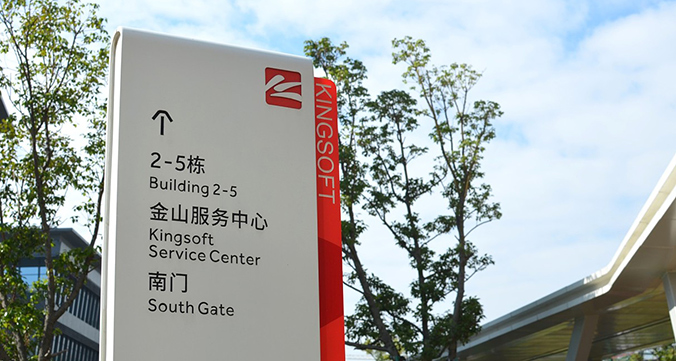 KINGSOFT
2-5栋
Building 2-5
金山服务中心
Kingsoft
Service Center
南门
South Gate